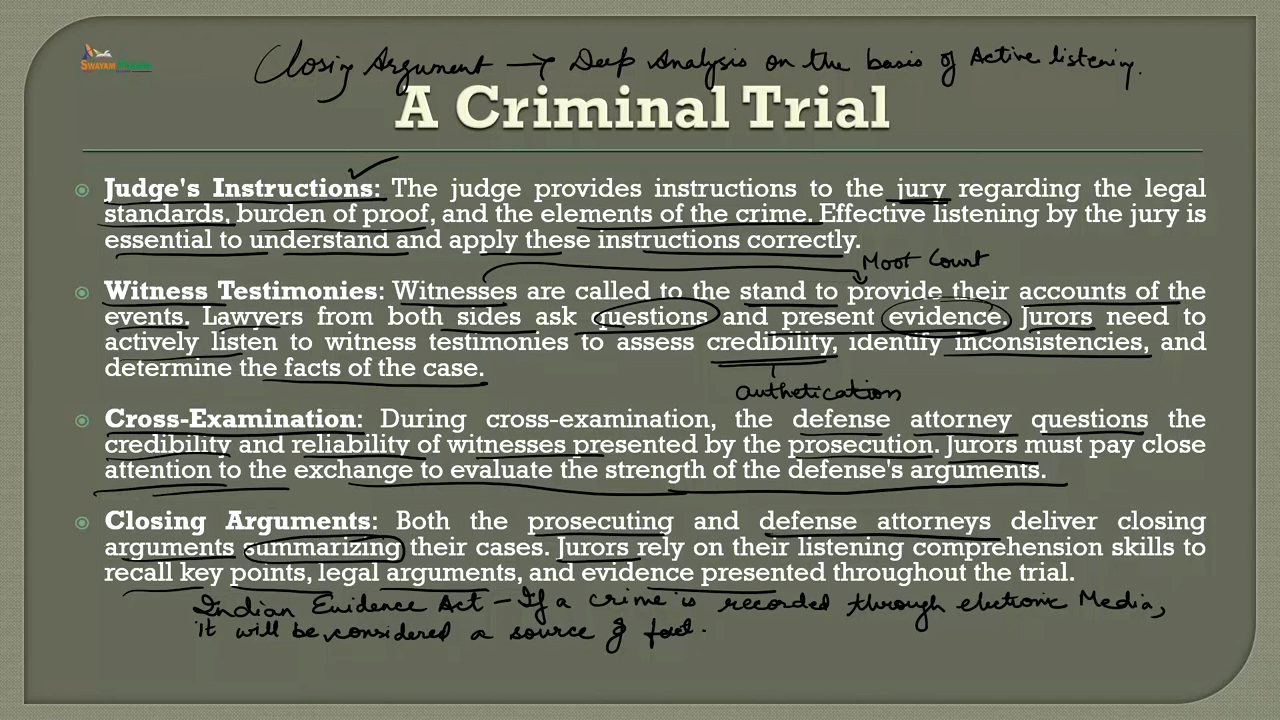 Closing Argument → Deep Analysis on the basis of Active listening.
A Criminal Trial
Judge's Instructions: The judge provides instructions to the jury regarding the legal
standards, burden of proof, and the elements of the crime. Effective listening by the jury is
essential to understand and apply these instructions correctly.
Moot Court
Witness Testimonies: Witnesses are called to the stand to provide their accounts of the
events. Lawyers from both sides ask questions and present evidence. Jurors need to
actively listen to witness testimonies to assess credibility, identify inconsistencies, and
determine the facts of the case.
authetication
Cross-Examination: During cross-examination, the defense attorney questions the
credibility and reliability of witnesses presented by the prosecution. Jurors must pay close
attention to the exchange to evaluate the strength of the defense's arguments.
Closing Arguments: Both the prosecuting and defense attorneys deliver closing
arguments summarizing their cases. Jurors rely on their listening comprehension skills to
recall key points, legal arguments, and evidence presented throughout the trial.
Indian Evidence Act – If a crime is recorded through electronic Media,
it will be considered a source of